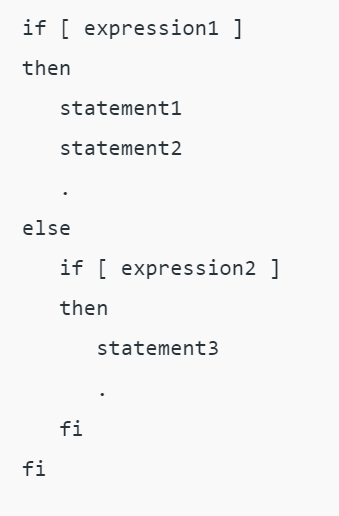 if [ expression1 ]
then
   statement1
   statement2
   .
else
   if [ expression2 ]
   then
      statement3
      .
   fi
fi